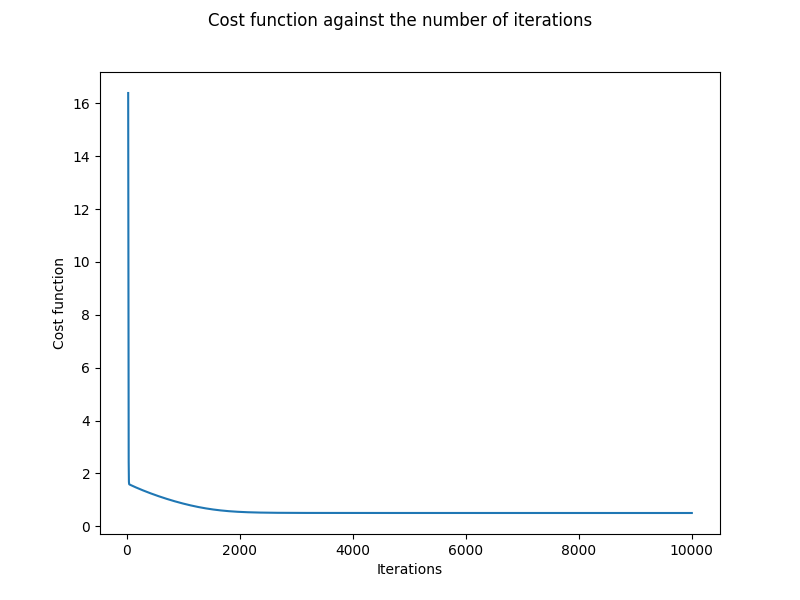 Cost function against the number of iterations
16
14
12
10
8
6
4
2
0
Cost function
0 2000 4000 6000 8000 10000
Iterations